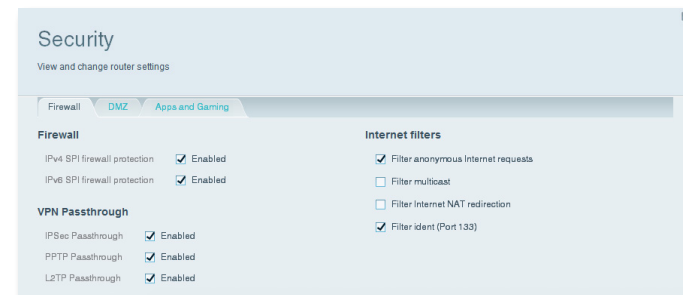 Security
View and change router settings
Firewall DMZ Apps and Gaming
Firewall
IPv4 SPI firewall protection Enabled
IPv6 SPI firewall protection Enabled
VPN Passthrough
IPSec Passthrough Enabled
PPTP Passthrough Enabled
L2TP Passthrough Enabled
Internet filters
Filter anonymous Internet requests
Filter multicast
Filter Internet NAT redirection
Filter ident (Port 133)